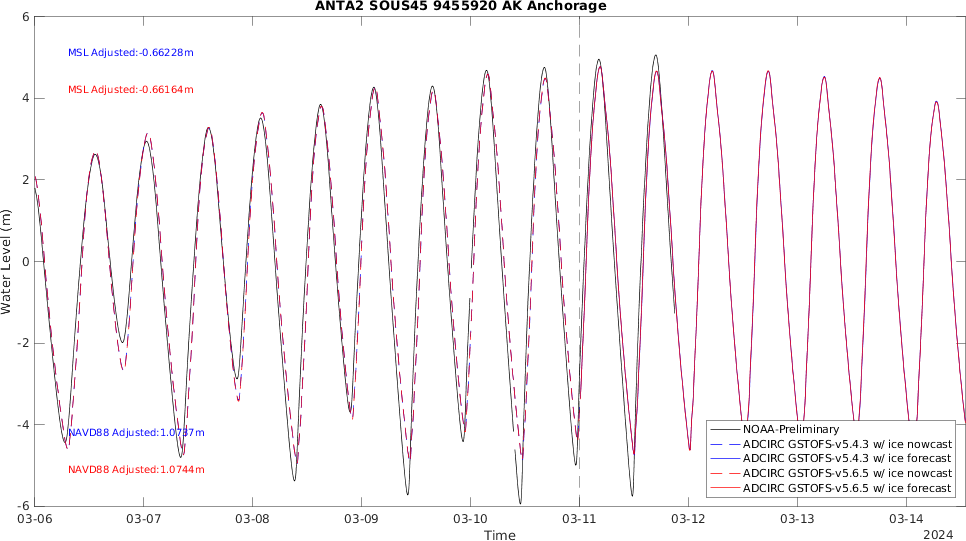 ANTA2 SOUS45 9455920 AK Anchorage
6
MSL Adjusted:-0.66228m
MSL Adjusted:-0.66164m
4
2
0
Water Level (m)
-2
-4
NAVD88 Adjusted:1.0737m
NAVD88 Adjusted:1.0744m
-6
NOAA-Preliminary
ADCIRC GSTOFS-v5.4.3 w/ ice nowcast
ADCIRC GSTOFS-v5.4.3 w/ ice forecast
ADCIRC GSTOFS-v5.6.5 w/ ice nowcast
ADCIRC GSTOFS-v5.6.5 w/ ice forecast
03-06 03-07 03-08 03-09 03-10 03-11 03-12 03-13 03-14
Time
2024